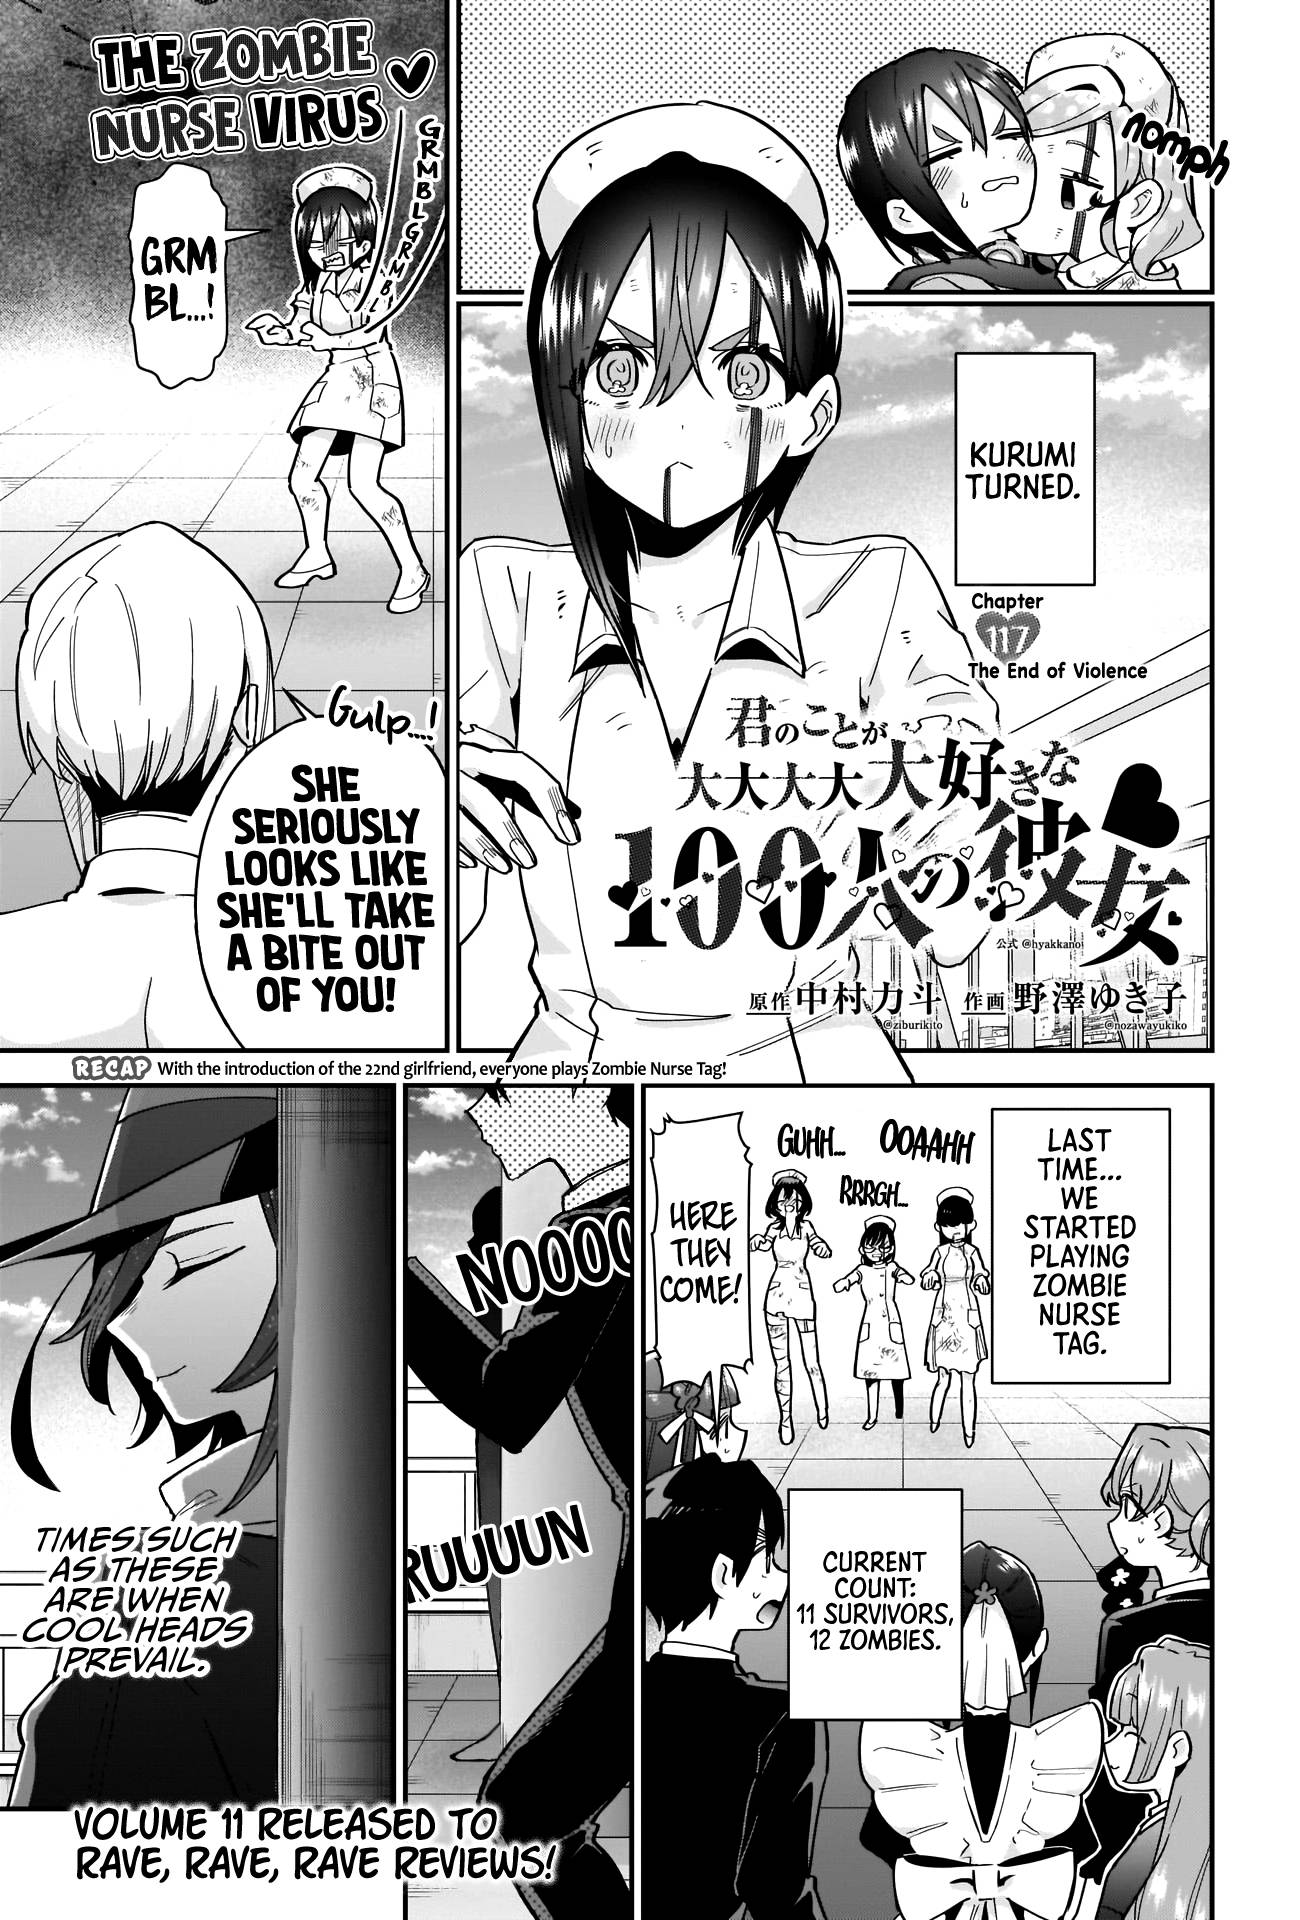 nomph
KURUMI
TURNED.
Chapter
117
The End of Violence
君のことが
大大大大大好きな
100人の彼女
公式 @hyakkano
原作 中村力斗 作画 野澤ゆき子
@ziburikito @nozawayukiko
THE ZOMBIE
NURSE VIRUS
GRMBLGRMBL
GRM
BL...!
Gulp...!
SHE
SERIOUSLY
LOOKS LIKE
SHE'LL TAKE
A BITE OUT
OF YOU!
RECAP With the introduction of the 22nd girlfriend, everyone plays Zombie Nurse Tag!
LAST
TIME...
WE
STARTED
PLAYING
ZOMBIE
NURSE
TAG.
OOAAHH
GUHH...
RRRGH...
HERE
THEY
COME!
CURRENT
COUNT:
11 SURVIVORS,
12 ZOMBIES.
NOOOO
RUUUUN
TIMES SUCH
AS THESE
ARE WHEN
COOL HEADS
PREVAIL.
VOLUME 11 RELEASED TO
RAVE, RAVE, RAVE REVIEWS!